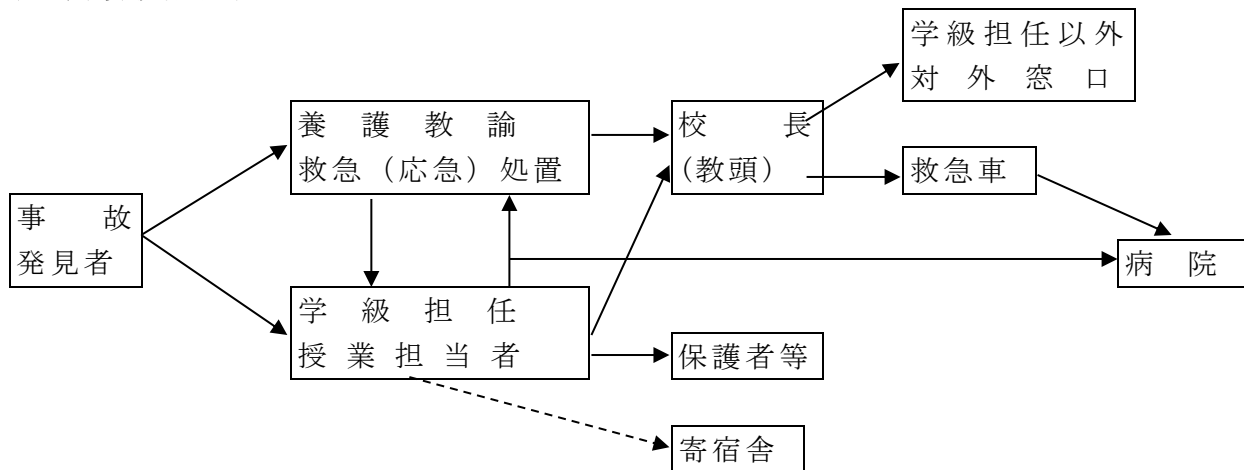 学級担任以外
対外窓口
養護教諭
救急（応急）処置
校長
（教頭）
救急車
事故
発見者
病院
学級担任
授業担当者
保護者等
寄宿舎